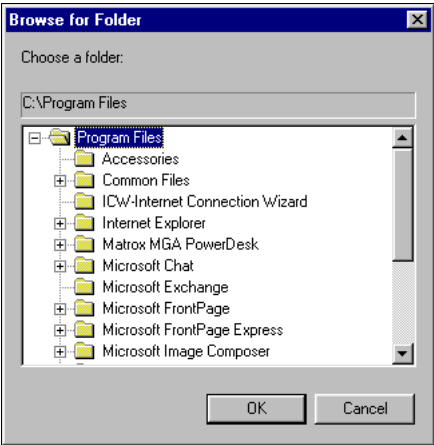 Browse for Folder
Choose a folder:
C:\Program Files
Program Files
Accessories
Common Files
ICW-Internet Connection Wizard
Internet Explorer
Matrox MGA PowerDesk
Microsoft Chat
Microsoft Exchange
Microsoft FrontPage
Microsoft FrontPage Express
Microsoft Image Composer
OK Cancel